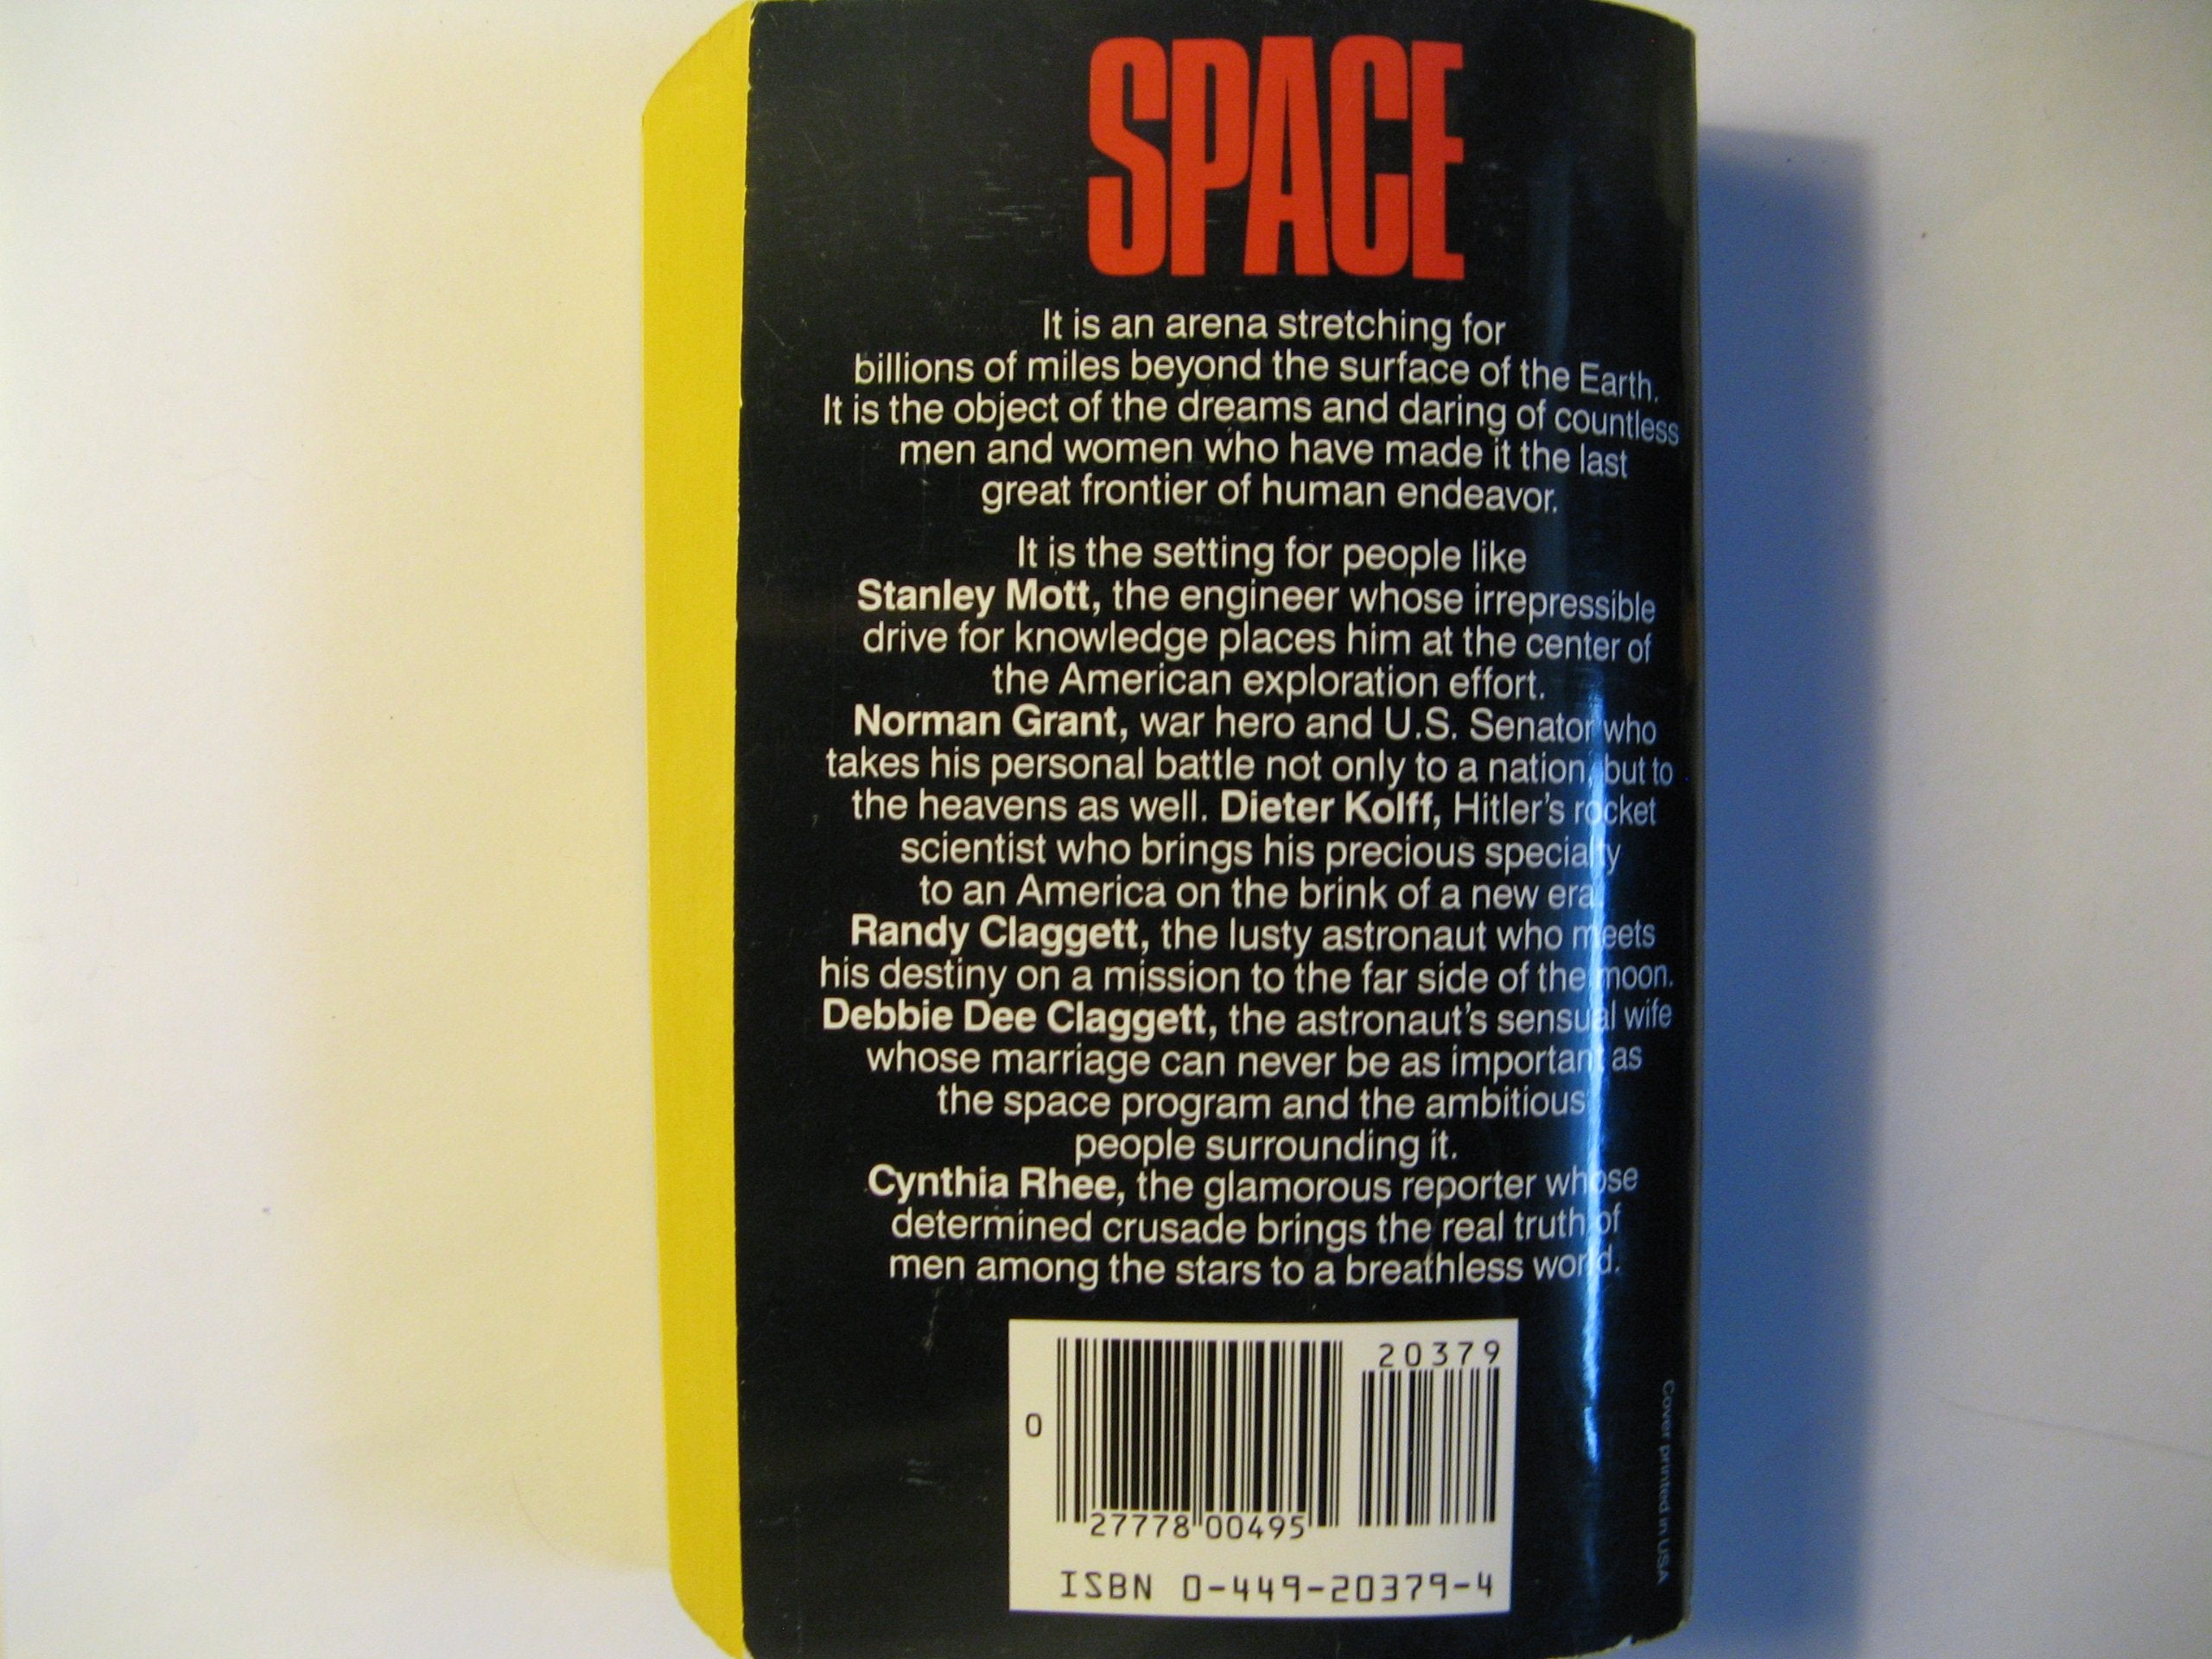 SPACE
It is an arena stretching for
billions of miles beyond the surface of the Earth.
It is the object of the dreams and daring of countless
men and women who have made it the last
great frontier of human endeavor.
It is the setting for people like
Stanley Mott, the engineer whose irrepressible
drive for knowledge places him at the center of
the American exploration effort.
Norman Grant, war hero and U.S. Senator who
takes his personal battle not only to a nation, but to
the heavens as well. Dieter Kolff, Hitler's rocket
scientist who brings his precious specialty
to an America on the brink of a new era.
Randy Claggett, the lusty astronaut who meets
his destiny on a mission to the far side of the moon.
Debbie Dee Claggett, the astronaut's sensual wife
whose marriage can never be as important as
the space program and the ambitious
people surrounding it.
Cynthia Rhee, the glamorous reporter whose
determined crusade brings the real truth of
men among the stars to a breathless world.
20379
0
27778 00495
ISBN 0-449-20379-4
Cover printed in USA